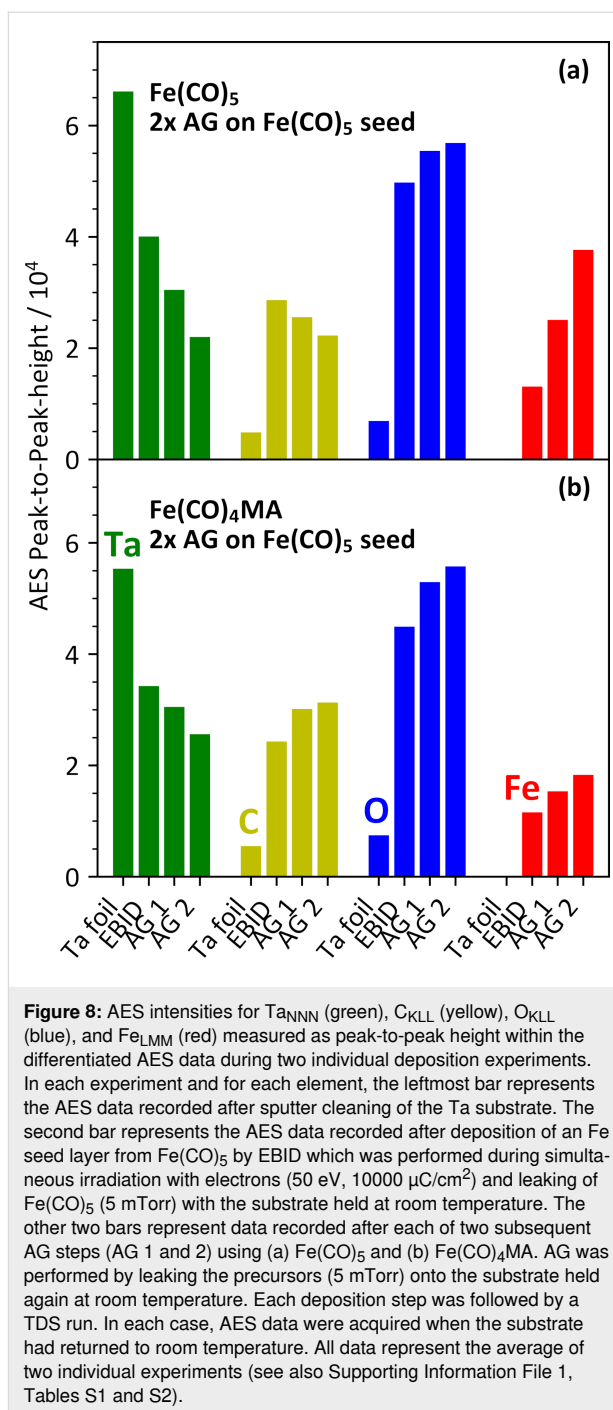 (a)
Fe(CO)5
2x AG on Fe(CO)5 seed
6
4
2
0
AES Peak-To-Peak-height / 10^4
(b)
Fe(CO)4MA
2x AG on Fe(CO)5 seed
Ta
C
O
Fe
6
4
2
0
Ta foil
EBID
AG 1
AG 2
Ta foil
EBID
AG 1
AG 2
Ta foil
EBID
AG 1
AG 2
Ta foil
EBID
AG 1
AG 2
Figure 8: AES intensities for TaNNN (green), CKLL (yellow), OKLL
(blue), and FeLMM (red) measured as peak-to-peak height within the
differentiated AES data during two individual deposition experiments.
In each experiment and for each element, the leftmost bar represents
the AES data recorded after sputter cleaning of the Ta substrate. The
second bar represents the AES data recorded after deposition of an Fe
seed layer from Fe(CO)5 by EBID which was performed during simulta-
neous irradiation with electrons (50 eV, 10000 µC/cm2) and leaking of
Fe(CO)5 (5 mTorr) with the substrate held at room temperature. The
other two bars represent data recorded after each of two subsequent
AG steps (AG 1 and 2) using (a) Fe(CO)5 and (b) Fe(CO)4MA. AG was
performed by leaking the precursors (5 mTorr) onto the substrate held
again at room temperature. Each deposition step was followed by a
TDS run. In each case, AES data were acquired when the substrate
had returned to room temperature. All data represent the average of
two individual experiments (see also Supporting Information File 1,
Tables S1 and S2).